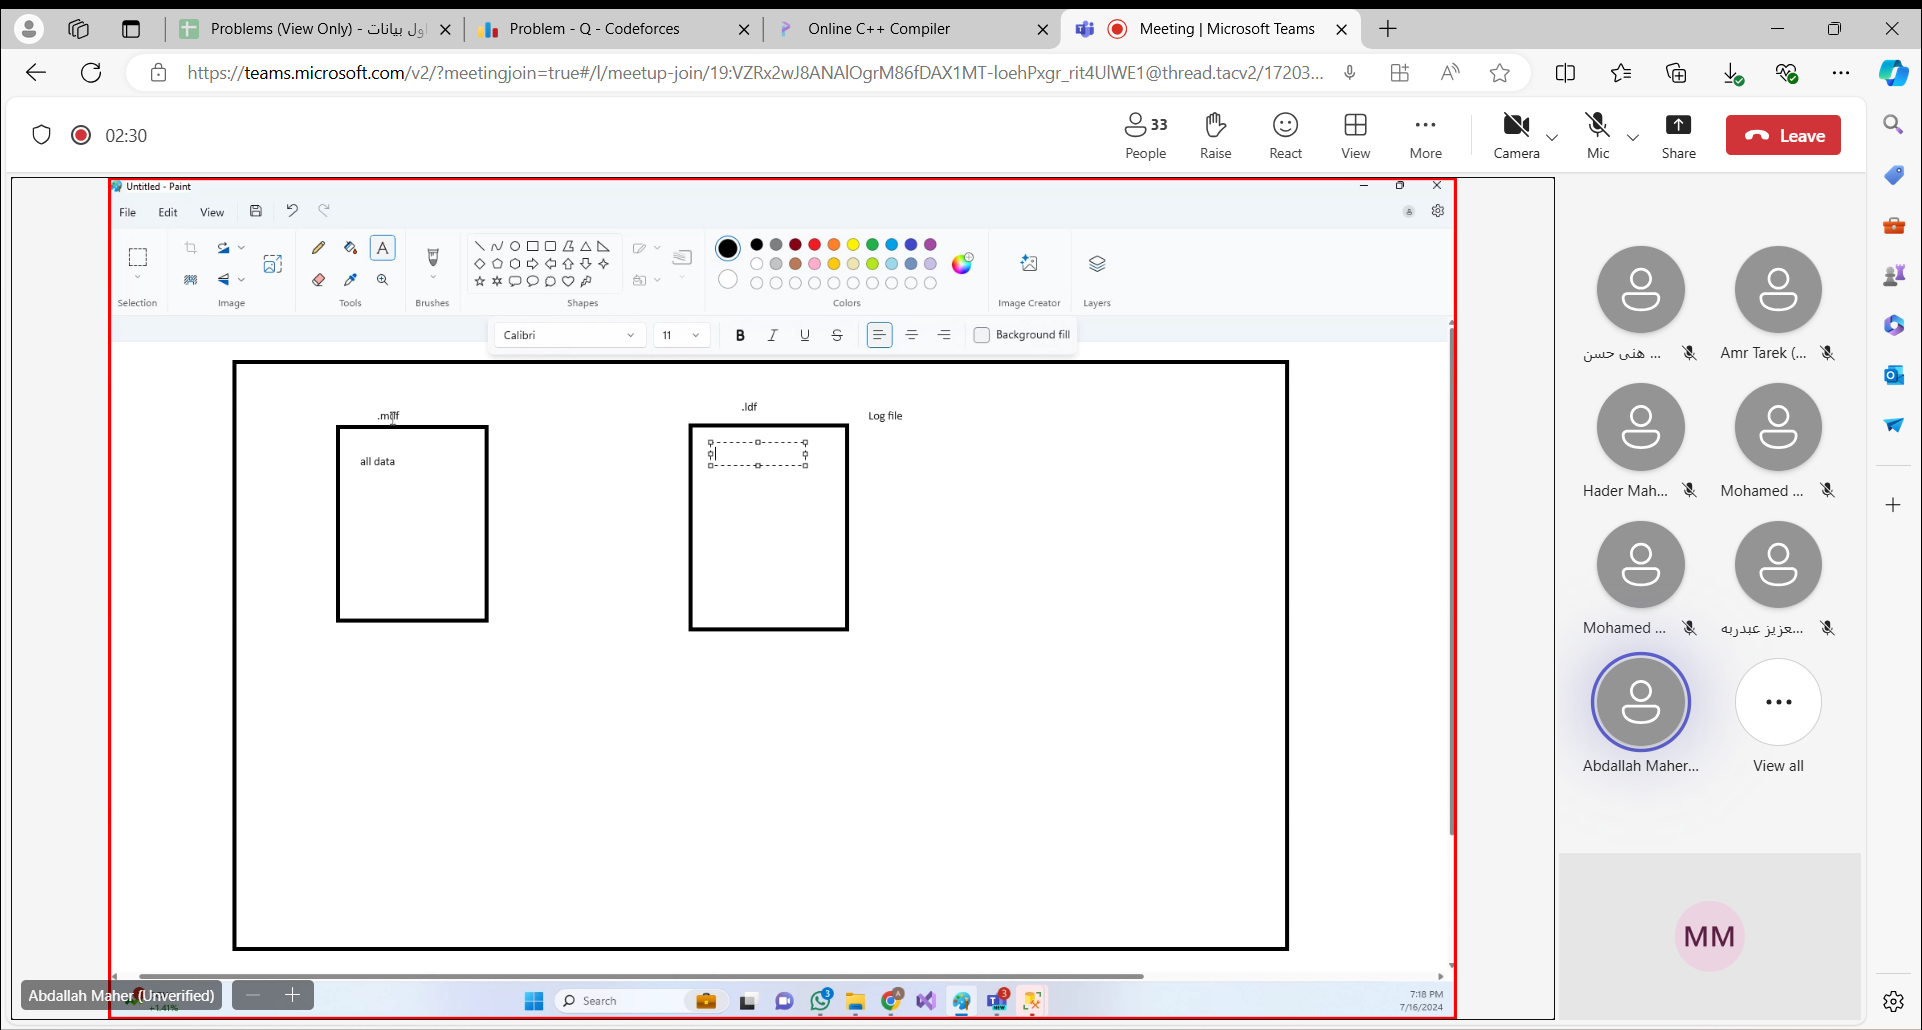 Problems (View Only) - اول بيانات
Problem - Q - Codeforces
Online C++ Compiler
Meeting | Microsoft Teams
https://teams.microsoft.com/v2/?meetingjoin=true#/l/meetup-join/19:VZRx2wJ8ANAlOgrM86fDAX1MT-loehPxgr_rit4UlWE1@thread.tacv2/17203...
02:30
33
People
Raise
React
View
More
Camera
Mic
Share
Leave
Untitled - Paint
File
Edit
View
Selection
Image
Tools
Brushes
Shapes
Colors
Image Creator
Layers
Calibri
11
B
I
U
S
Background fill
.mdf
all data
.ldf
Log file
هنى حسن ...
Amr Tarek (...
Hader Mah...
Mohamed ...
Mohamed ...
...عزيز عبدربه
Abdallah Maher...
View all
MM
Abdallah Maher (Unverified)
+1.41%
Search
3
3
7:18 PM
7/16/2024